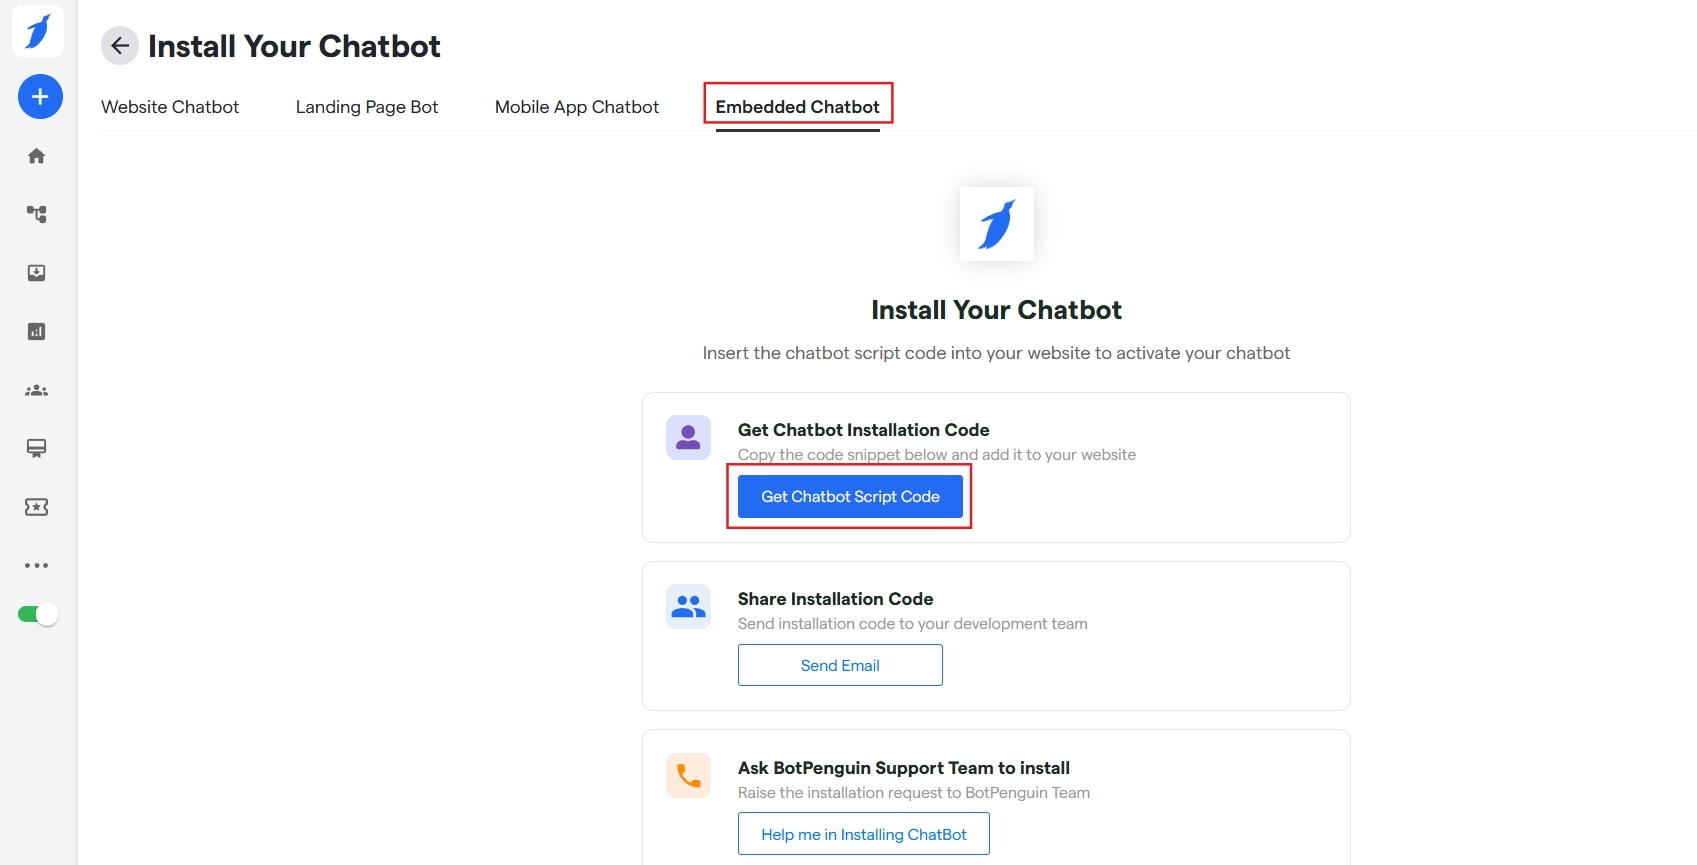 Install Your Chatbot
Website Chatbot
Landing Page Bot
Mobile App Chatbot
Embedded Chatbot
Install Your Chatbot
Insert the chatbot script code into your website to activate your chatbot
Get Chatbot Installation Code
Copy the code snippet below and add it to your website
Get Chatbot Script Code
Share Installation Code
Send installation code to your development team
Send Email
Ask BotPenguin Support Team to install
Raise the installation request to BotPenguin Team
Help me in Installing ChatBot